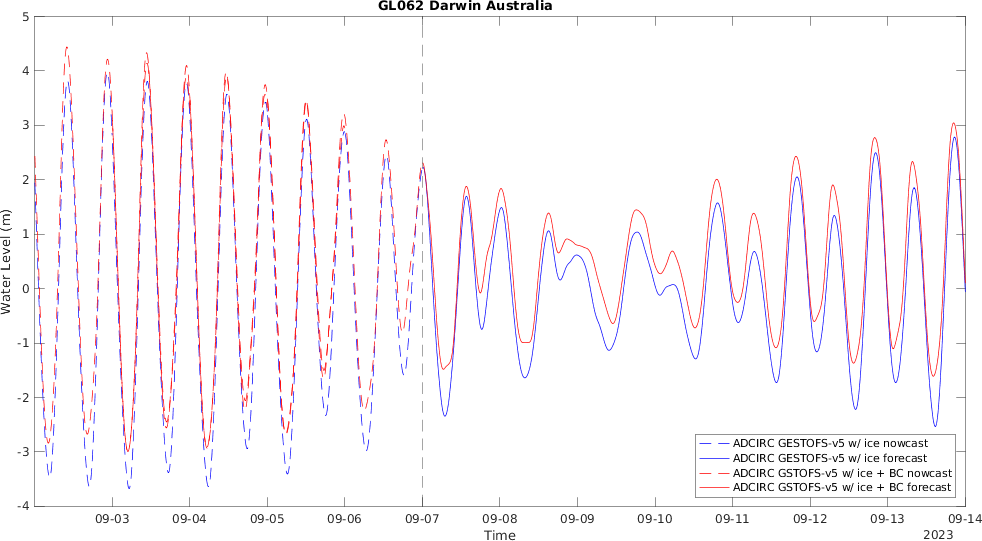 GL062 Darwin Australia
5
4
3
2
1
0
-1
-2
-3
-4
Water Level (m)
ADCIRC GESTOFS-v5 w/ ice nowcast
ADCIRC GESTOFS-v5 w/ ice forecast
ADCIRC GSTOFS-v5 w/ ice + BC nowcast
ADCIRC GSTOFS-v5 w/ ice + BC forecast
09-03 09-04 09-05 09-06 09-07 09-08 09-09 09-10 09-11 09-12 09-13 09-14
Time
2023